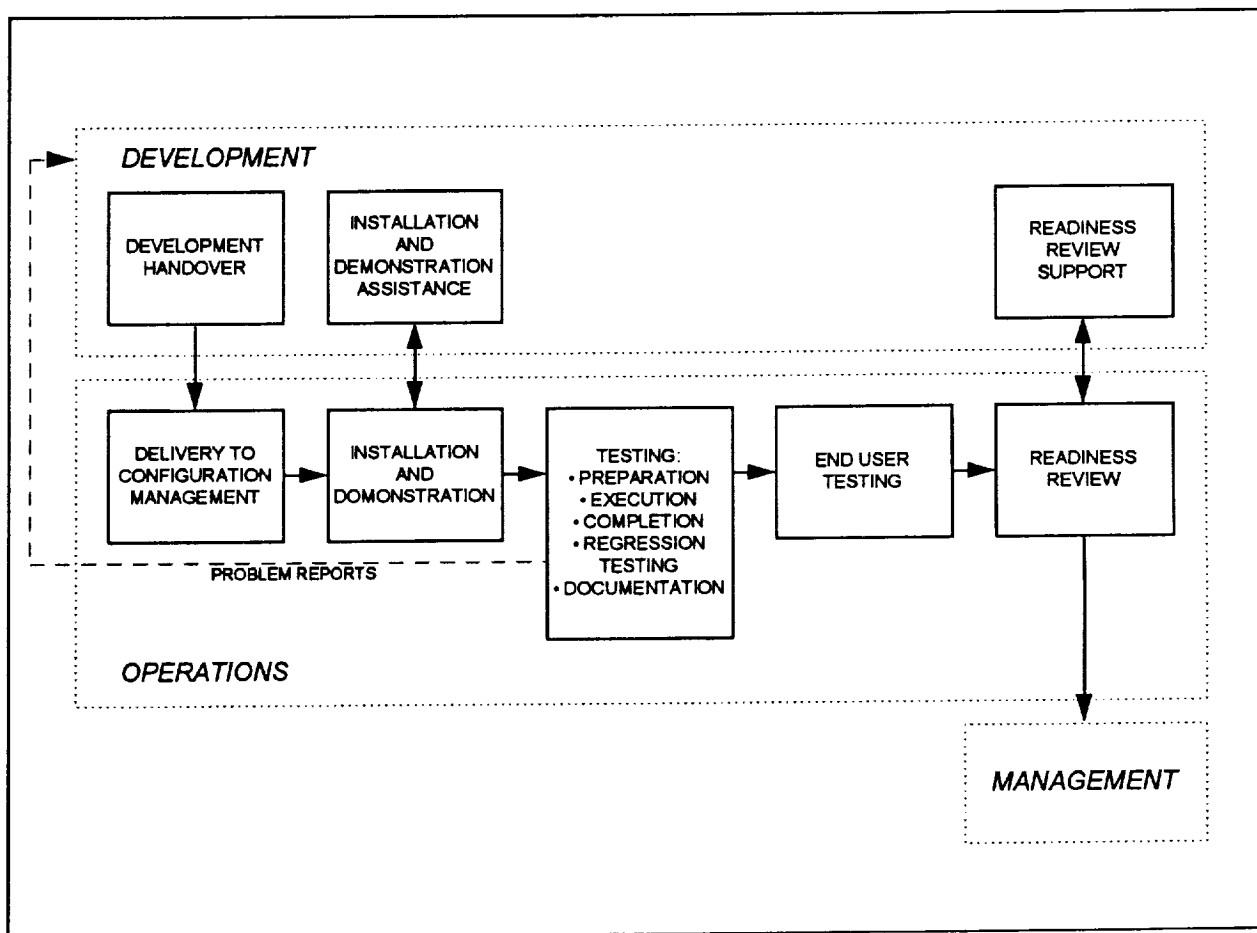 DEVELOPMENT
DEVELOPMENT
HANDOVER
INSTALLATION
AND
DEMONSTRATION
ASSISTANCE
READINESS
REVIEW
SUPPORT
DELIVERY TO
CONFIGURATION
MANAGEMENT
INSTALLATION
AND
DOMONSTRATION
TESTING:
• PREPARATION
• EXECUTION
• COMPLETION
• REGRESSION
TESTING
• DOCUMENTATION
END USER
TESTING
READINESS
REVIEW
PROBLEM REPORTS
OPERATIONS
MANAGEMENT